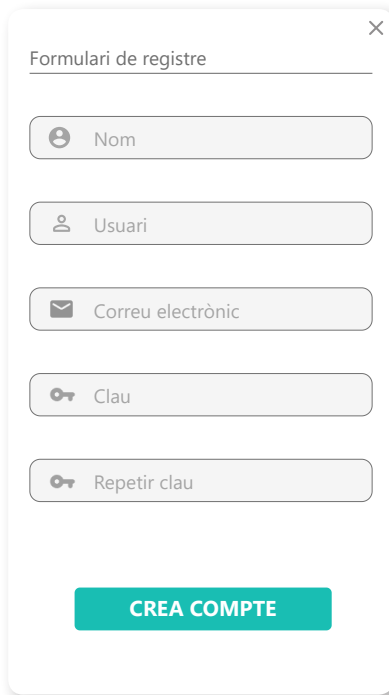 Formulari de registre
Nom
Usuari
Correu electrònic
Clau
Repetir clau
CREA COMPTE